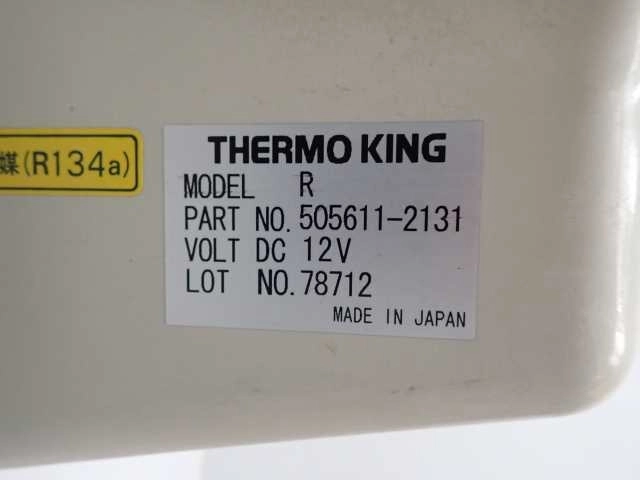 媒(R134a)
THERMO KING
MODEL R
PART NO. 505611-2131
VOLT DC 12V
LOT NO. 78712
MADE IN JAPAN